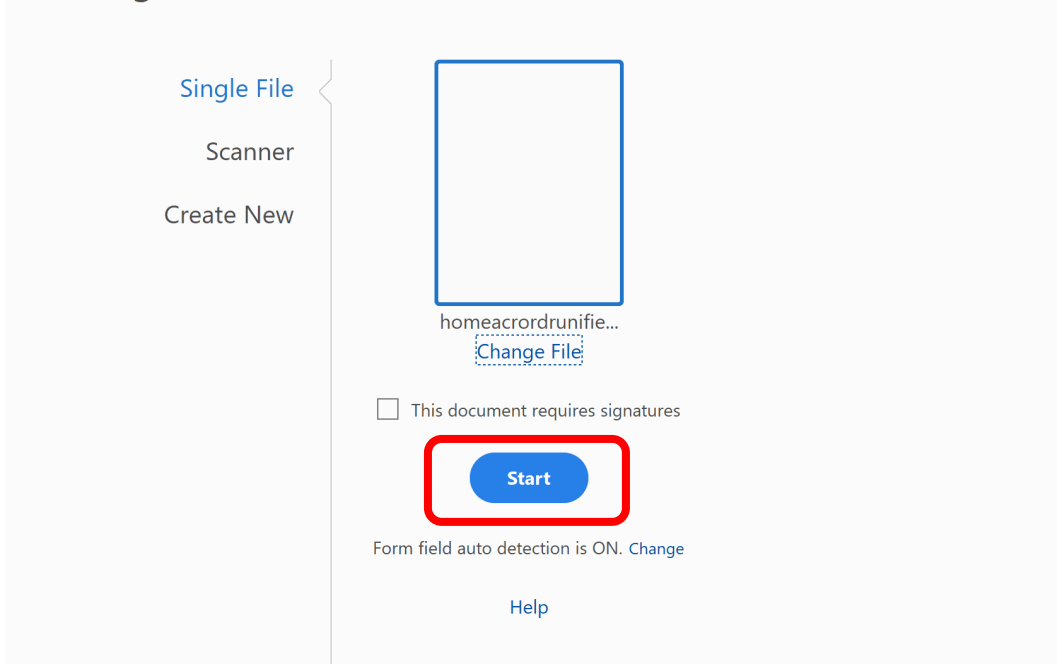 Single File
Scanner
Create New
homeacrordrunifie...
Change File
This document requires signatures
Start
Form field auto detection is ON. Change
Help